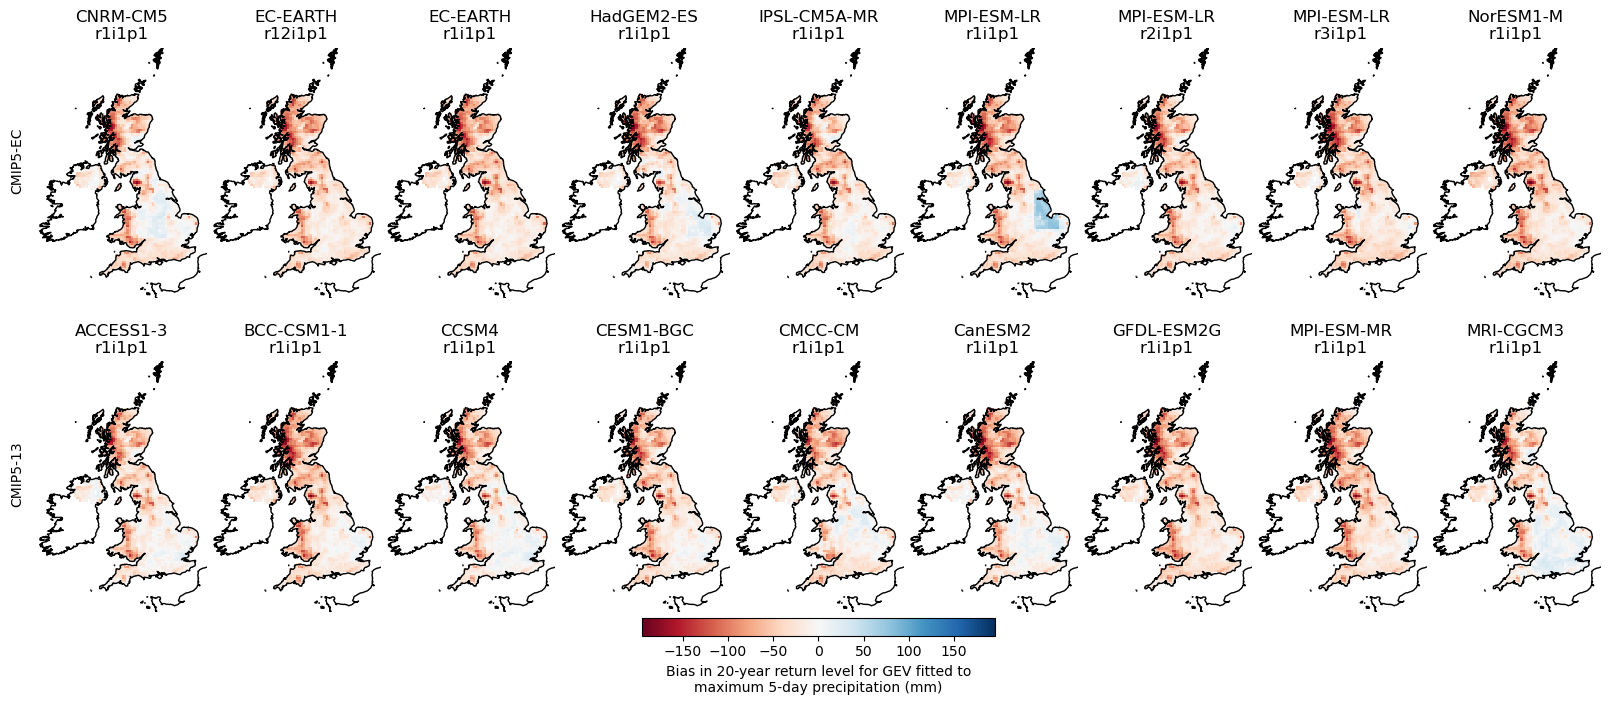 CNRM-CM5 EC-EARTH EC-EARTH HadGEM2-ES IPSL-CM5A-MR MPI-ESM-LR MPI-ESM-LR MPI-ESM-LR NorESM1-M
r1i1p1 r12i1p1 r1i1p1 r1i1p1 r1i1p1 r1i1p1 r2i1p1 r3i1p1 r1i1p1
CMIP5-EC
ACCESS1-3 BCC-CSM1-1 CCSM4 CESM1-BGC CMCC-CM CanESM2 GFDL-ESM2G MPI-ESM-MR MRI-CGCM3
r1i1p1 r1i1p1 r1i1p1 r1i1p1 r1i1p1 r1i1p1 r1i1p1 r1i1p1 r1i1p1
CMIP5-13
−150 −100 −50 0 50 100 150
Bias in 20-year return level for GEV fitted to
maximum 5-day precipitation (mm)